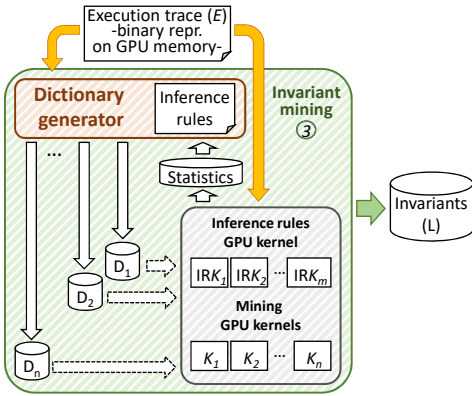 Execution trace (E)
-binary repr.
on GPU memory-
Dictionary
generator
Inference
rules
Invariant
mining
3
...
Statistics
Invariants
(L)
Inference rules
GPU kernel
D1
IRK1 IRK2 ... IRKm
D2
Mining
GPU kernels
K1 K2 ... Kn
Dn